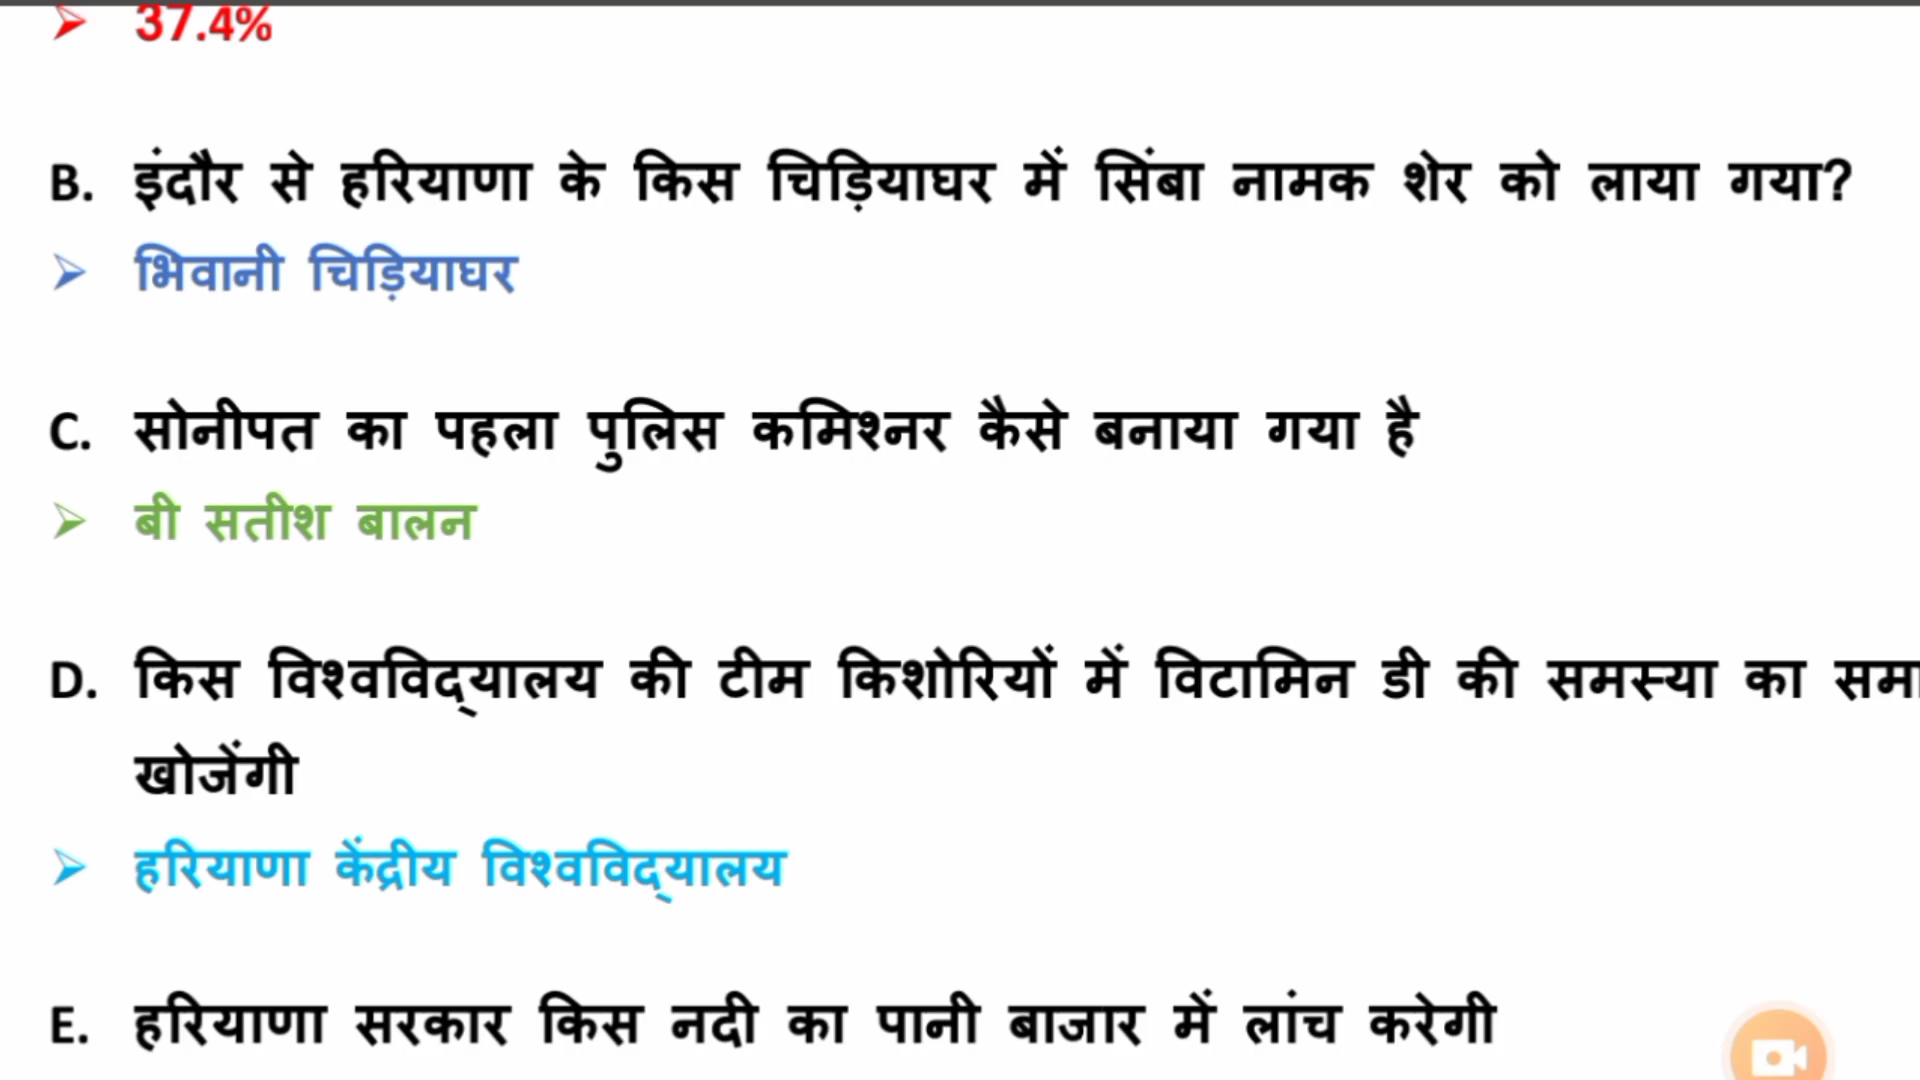 ➢ 37.4%
B. इंदौर से हरियाणा के किस चिड़ियाघर में सिंबा नामक शेर को लाया गया?
➢ भिवानी चिड़ियाघर
C. सोनीपत का पहला पुलिस कमिश्नर कैसे बनाया गया है
➢ बी सतीश बालन
D. किस विश्वविद्यालय की टीम किशोरियों में विटामिन डी की समस्या का समा
खोजेंगी
➢ हरियाणा केंद्रीय विश्वविद्यालय
E. हरियाणा सरकार किस नदी का पानी बाजार में लांच करेगी